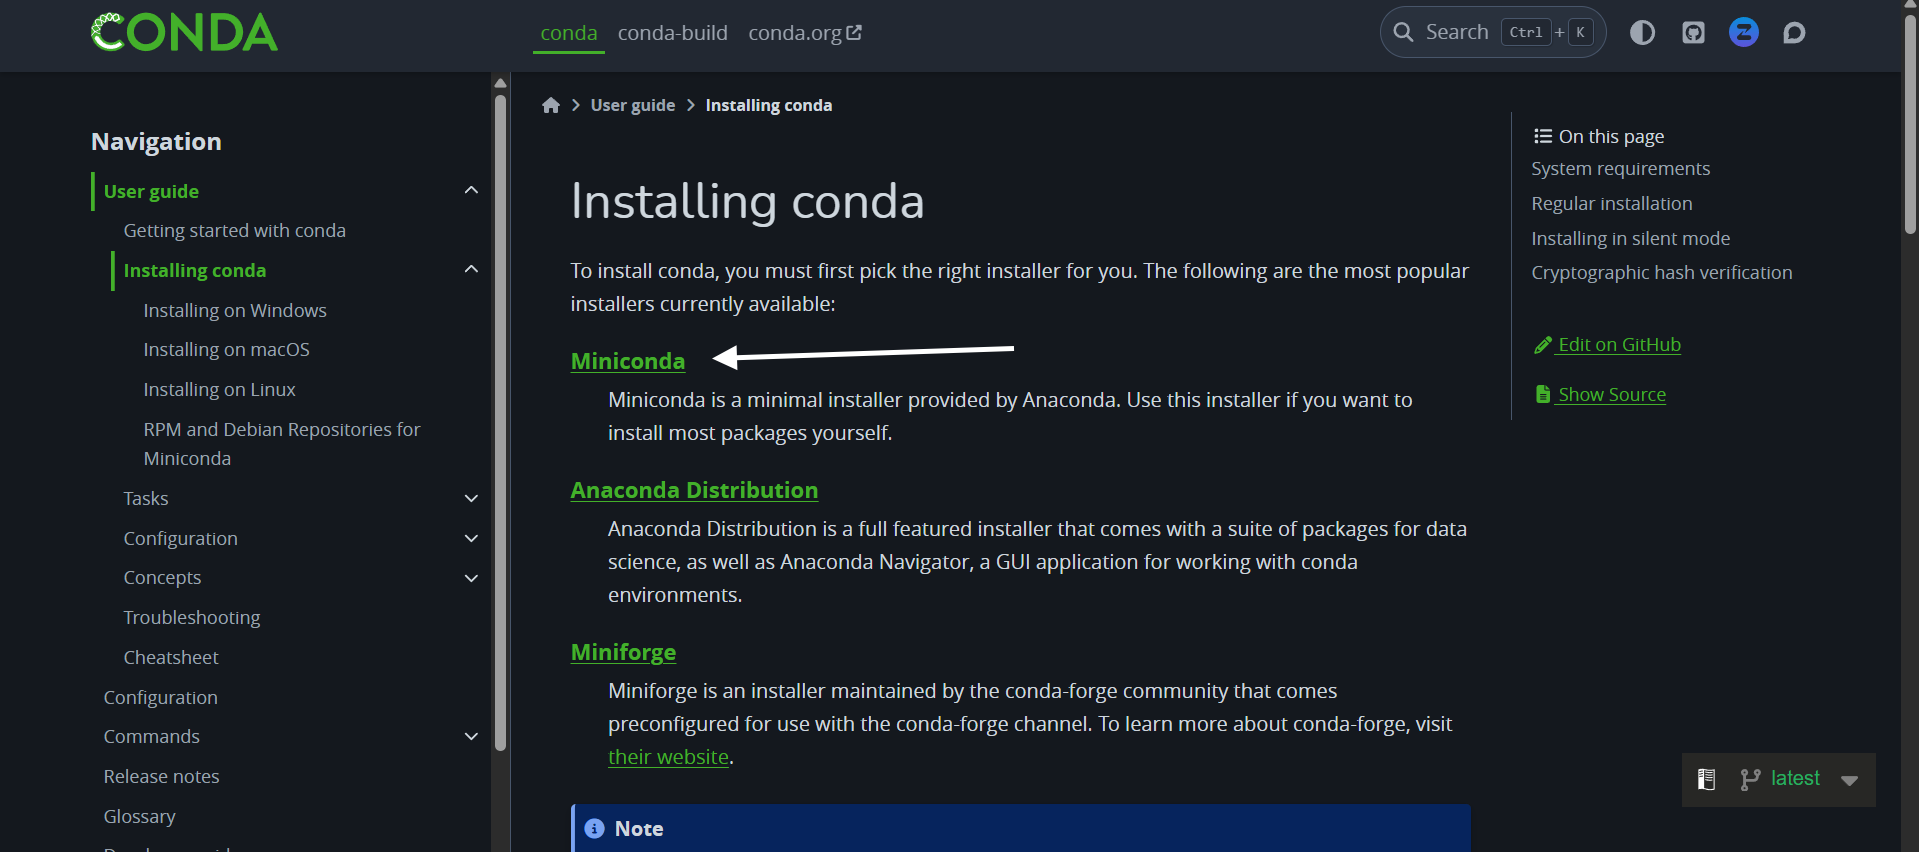 CONDA
conda
conda-build
conda.org
Search Ctrl + K
Navigation
User guide
Getting started with conda
Installing conda
Installing on Windows
Installing on macOS
Installing on Linux
RPM and Debian Repositories for
Miniconda
Tasks
Configuration
Concepts
Troubleshooting
Cheatsheet
Configuration
Commands
Release notes
Glossary
User guide
Installing conda
Installing conda
To install conda, you must first pick the right installer for you. The following are the most popular
installers currently available:
Miniconda
Miniconda is a minimal installer provided by Anaconda. Use this installer if you want to
install most packages yourself.
Anaconda Distribution
Anaconda Distribution is a full featured installer that comes with a suite of packages for data
science, as well as Anaconda Navigator, a GUI application for working with conda
environments.
Miniforge
Miniforge is an installer maintained by the conda-forge community that comes
preconfigured for use with the conda-forge channel. To learn more about conda-forge, visit
their website.
Note
On this page
System requirements
Regular installation
Installing in silent mode
Cryptographic hash verification
Edit on GitHub
Show Source
latest